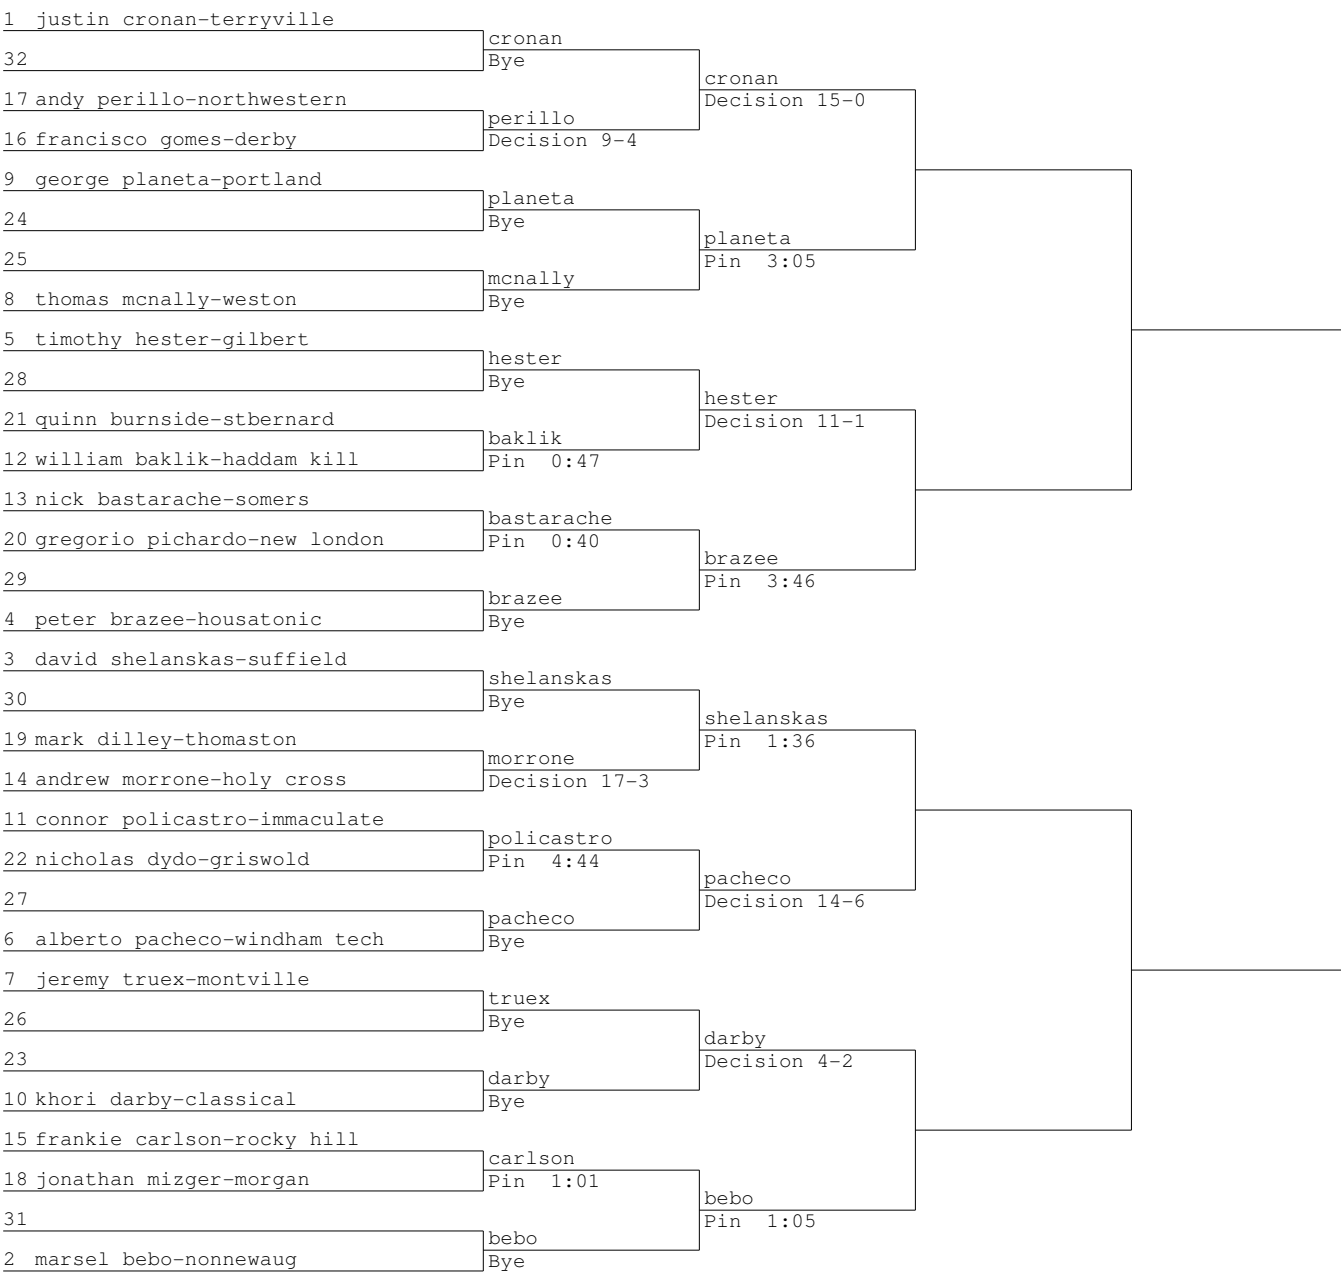 1 justin cronan-terryville
cronan
32
Bye
cronan
17 andy perillo-northwestern
Decision 15-0
perillo
16 francisco gomes-derby
Decision 9-4
9 george planeta-portland
planeta
24
Bye
planeta
25
Pin 3:05
mcnally
8 thomas mcnally-weston
Bye
5 timothy hester-gilbert
hester
28
Bye
hester
21 quinn burnside-stbernard
Decision 11-1
baklik
12 william baklik-haddam kill
Pin 0:47
13 nick bastarache-somers
bastarache
20 gregorio pichardo-new london
Pin 0:40
brazee
29
Pin 3:46
brazee
4 peter brazee-housatonic
Bye
3 david shelanskas-suffield
shelanskas
30
Bye
shelanskas
19 mark dilley-thomaston
Pin 1:36
morrone
14 andrew morrone-holy cross
Decision 17-3
11 connor policastro-immaculate
policastro
22 nicholas dydo-griswold
Pin 4:44
pacheco
27
Decision 14-6
pacheco
6 alberto pacheco-windham tech
Bye
7 jeremy truex-montville
truex
26
Bye
darby
23
Decision 4-2
darby
10 khori darby-classical
Bye
15 frankie carlson-rocky hill
carlson
18 jonathan mizger-morgan
Pin 1:01
bebo
31
Pin 1:05
bebo
2 marsel bebo-nonnewaug
Bye